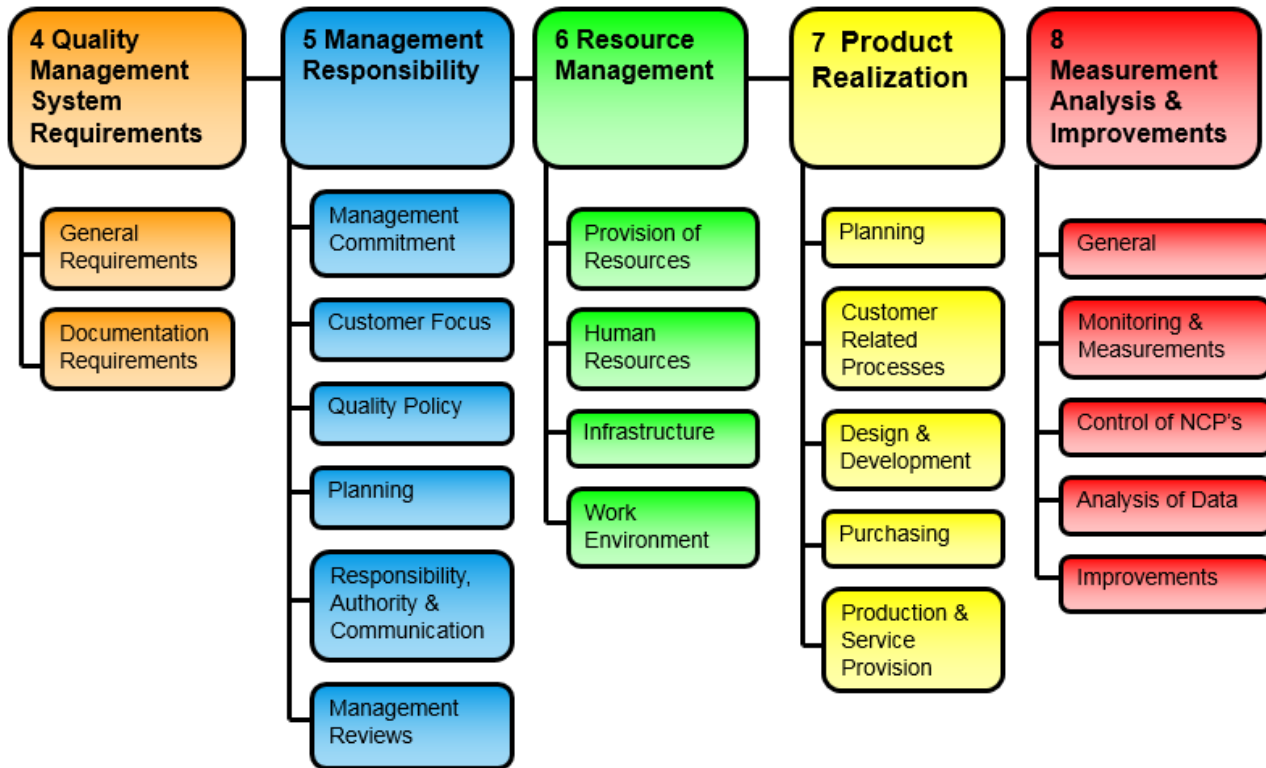 4 Quality
Management
System
Requirements
General
Requirements
Documentation
Requirements
5 Management
Responsibility
Management
Commitment
Customer Focus
Quality Policy
Planning
Responsibility,
Authority &
Communication
Management
Reviews
6 Resource
Management
Provision of
Resources
Human
Resources
Infrastructure
Work
Environment
7 Product
Realization
Planning
Customer
Related
Processes
Design &
Development
Purchasing
Production &
Service
Provision
8
Measurement
Analysis &
Improvements
General
Monitoring &
Measurements
Control of NCP's
Analysis of Data
Improvements